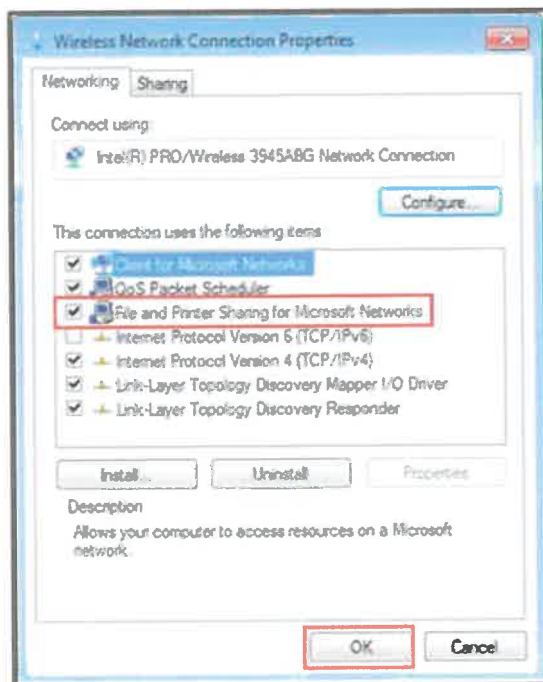 Wireless Network Connection Properties
Networking
Sharing
Connect using:
Intel(R) PRO/Wireless 3945ABG Network Connection
Configure...
This connection uses the following items
Client for Microsoft Networks
QoS Packet Scheduler
File and Printer Sharing for Microsoft Networks
Internet Protocol Version 6 (TCP/IPv6)
Internet Protocol Version 4 (TCP/IPv4)
Link-Layer Topology Discovery Mapper I/O Driver
Link-Layer Topology Discovery Responder
Install...
Uninstall
Properties
Description
Allows your computer to access resources on a Microsoft
network.
OK
Cancel